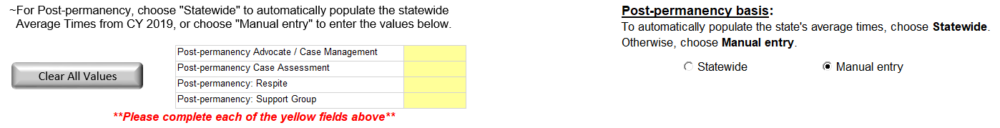 ~For Post-permanency, choose "Statewide" to automatically populate the statewide
Average Times from CY 2019, or choose "Manual entry" to enter the values below.
Clear All Values
Post-permanency Advocate / Case Management
Post-permanency Case Assessment
Post-permanency: Respite
Post-permanency: Support Group
**Please complete each of the yellow fields above**
Post-permanency basis:
To automatically populate the state's average times, choose Statewide.
Otherwise, choose Manual entry.
Statewide
Manual entry